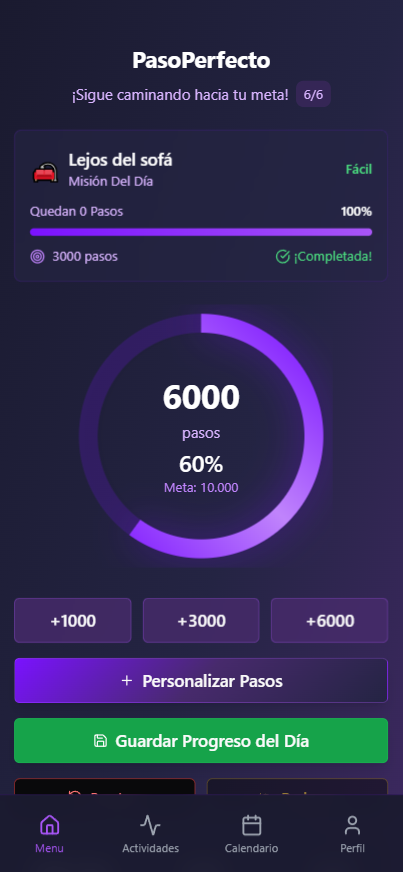 PasoPerfecto
¡Sigue caminando hacia tu meta! 6/6
Lejos del sofá
Misión Del Día
Fácil
Quedan 0 Pasos 100%
3000 pasos ¡Completada!
6000
pasos
60%
Meta: 10.000
+1000 +3000 +6000
+ Personalizar Pasos
Guardar Progreso del Día
Menu Actividades Calendario Perfil